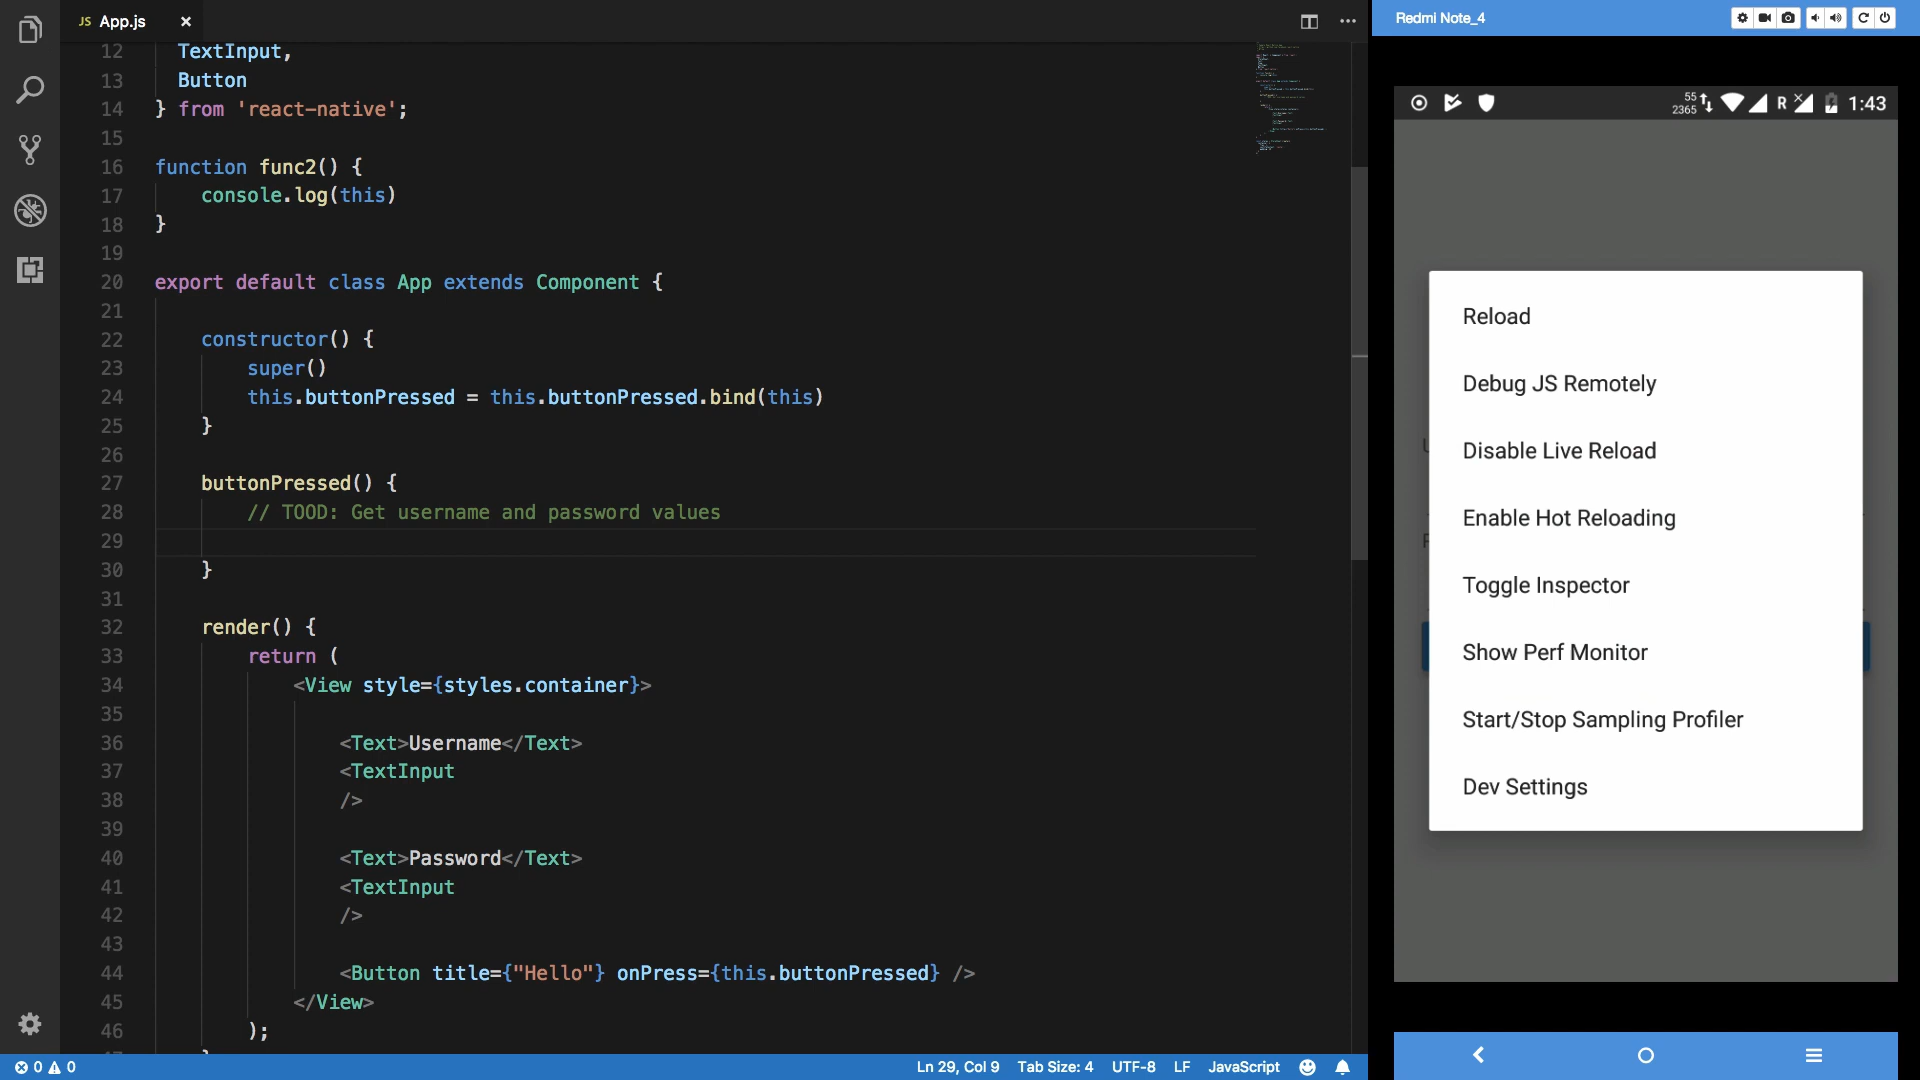 JS App.js
12 TextInput,
13 Button
14 } from 'react-native';
15
16 function func2() {
17 console.log(this)
18 }
19
20 export default class App extends Component {
21
22 constructor() {
23 super()
24 this.buttonPressed = this.buttonPressed.bind(this)
25 }
26
27 buttonPressed() {
28 // TOOD: Get username and password values
29
30 }
31
32 render() {
33 return (
34 <View style={styles.container}>
35
36 <Text>Username</Text>
37 <TextInput
38 />
39
40 <Text>Password</Text>
41 <TextInput
42 />
43
44 <Button title={"Hello"} onPress={this.buttonPressed} />
45 </View>
46 );
0 0
Ln 29, Col 9 Tab Size: 4 UTF-8 LF JavaScript
Redmi Note_4
55
2365
R
1:43
Reload
Debug JS Remotely
Disable Live Reload
Enable Hot Reloading
Toggle Inspector
Show Perf Monitor
Start/Stop Sampling Profiler
Dev Settings